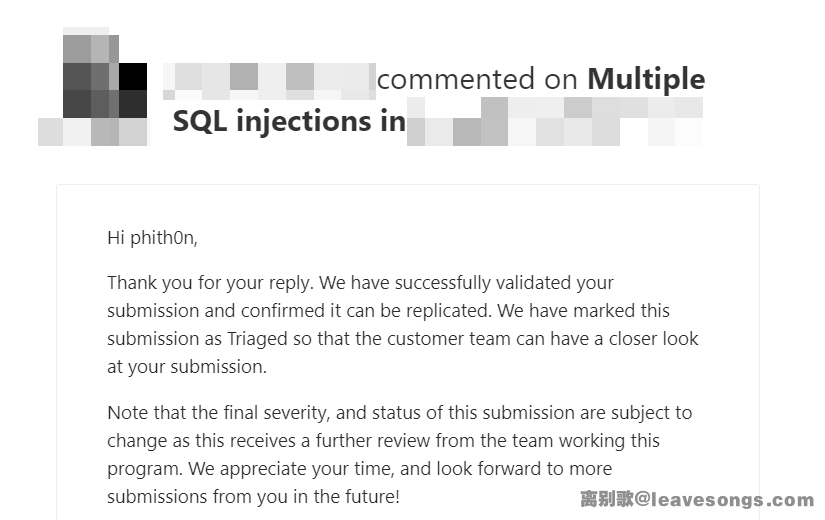 commented on Multiple
SQL injections in
Hi phith0n,
Thank you for your reply. We have successfully validated your
submission and confirmed it can be replicated. We have marked this
submission as Triaged so that the customer team can have a closer look
at your submission.
Note that the final severity, and status of this submission are subject to
change as this receives a further review from the team working this
program. We appreciate your time, and look forward to more
submissions from you in the future!
离别歌@leavesongs.com